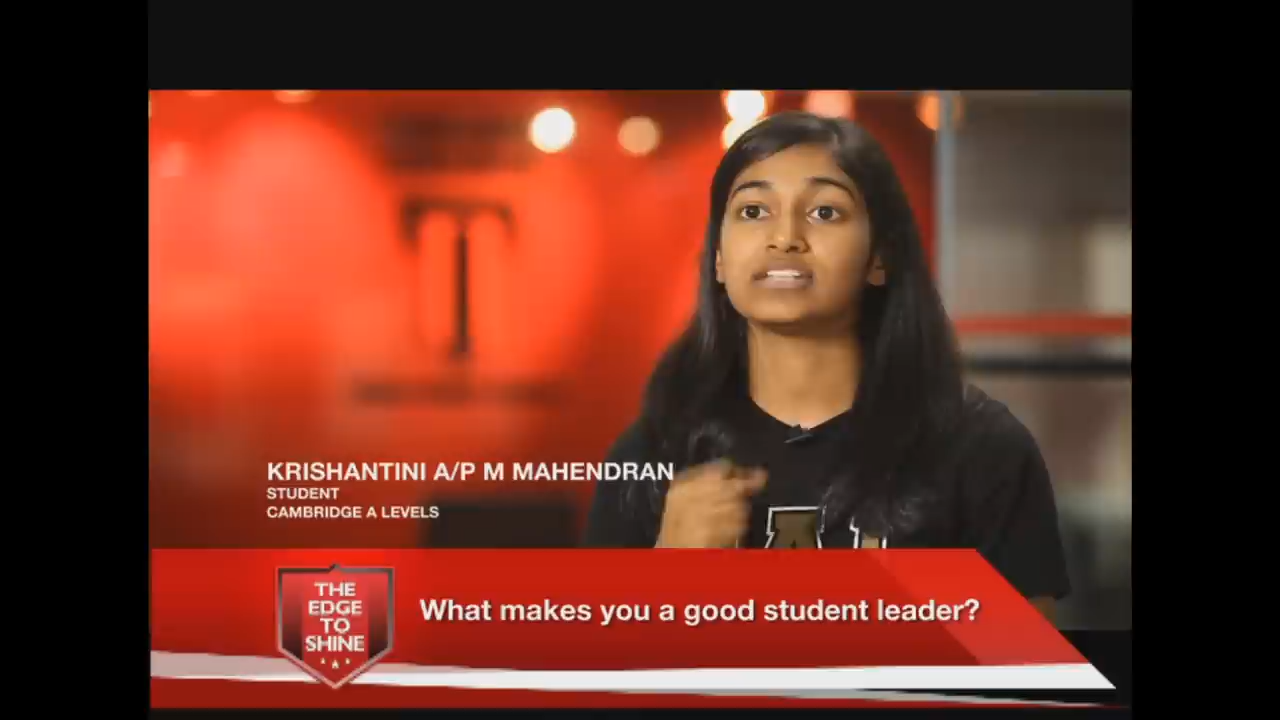 KRISHANTINI A/P M MAHENDRAN
STUDENT
CAMBRIDGE A LEVELS
THE
EDGE
TO
SHINE
What makes you a good student leader?